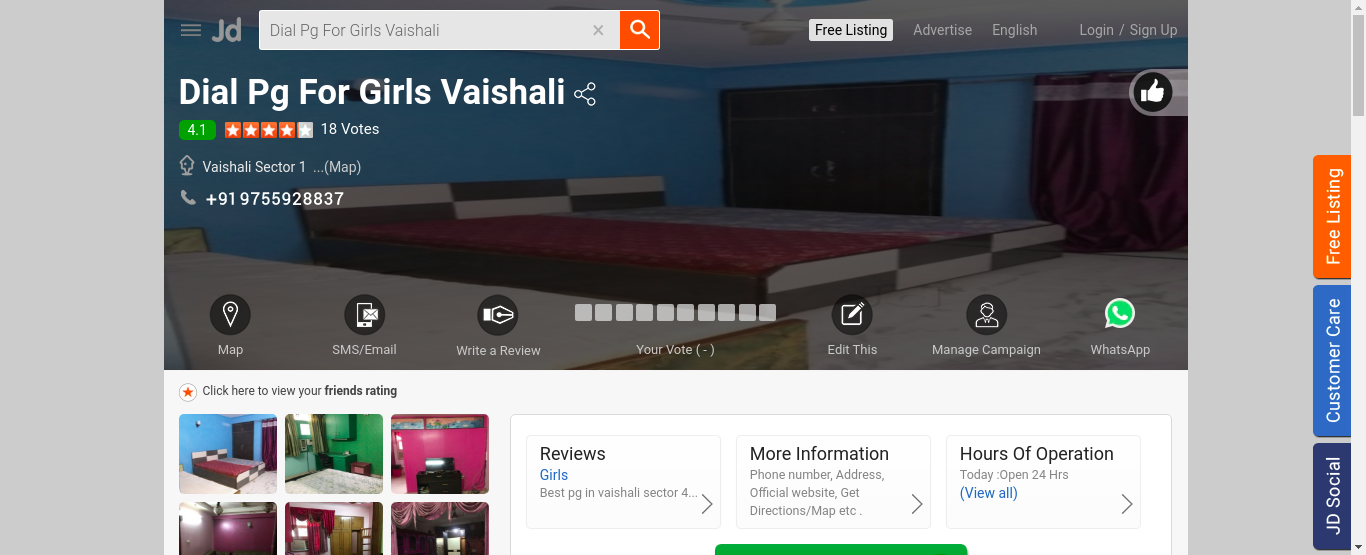 Jd
Dial Pg For Girls Vaishali
Free Listing
Advertise
English
Login / Sign Up
Dial Pg For Girls Vaishali
4.1
18 Votes
Vaishali Sector 1 ...(Map)
+91 9755928837
Map
SMS/Email
Write a Review
Your Vote ( - )
Edit This
Manage Campaign
WhatsApp
Click here to view your friends rating
Reviews
Girls
Best pg in vaishali sector 4...
More Information
Phone number, Address,
Official website, Get
Directions/Map etc .
Hours Of Operation
Today :Open 24 Hrs
(View all)
Free Listing
Customer Care
JD Social